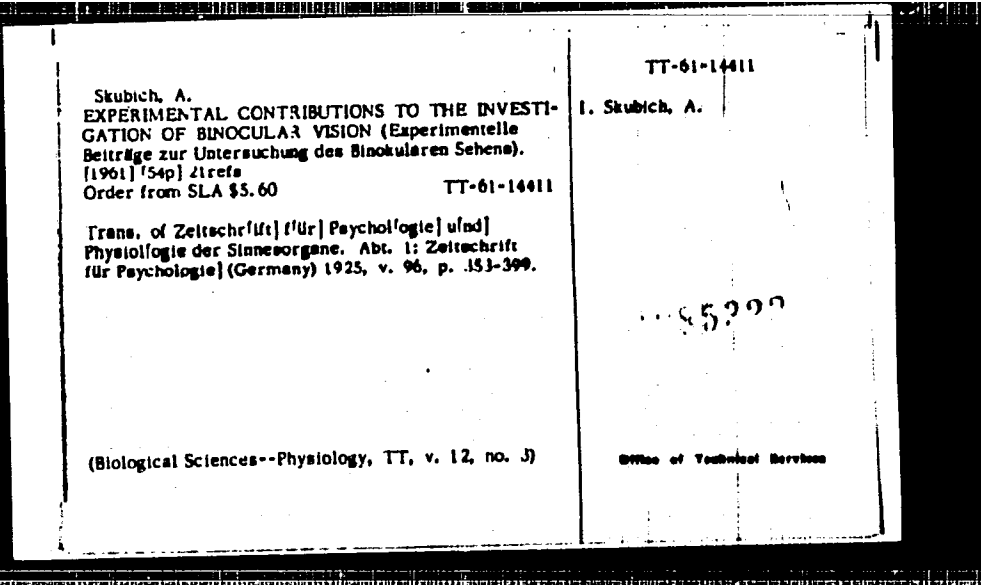 Skubich, A.
EXPERIMENTAL CONTRIBUTIONS TO THE INVESTI-
GATION OF BINOCULAR VISION (Experimentelle
Beiträge zur Untersuchung des Binokularen Sehens).
[1961] [54p] 21refs
Order from SLA $5.60 TT-61-14411
Trans. of Zeitschr[ift] f[ür] Psychol[ogie] u[nd]
Physiol[ogie der Sinnesorgane. Abt. 1: Zeitschrift
für Psychologie] (Germany) 1925, v. 96, p. 353-399.
(Biological Sciences--Physiology, TT, v. 12, no. 3)
TT-61-14411
I. Skubich, A.
Office of Technical Services